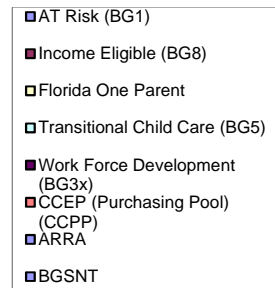 AT Risk (BG1)
Income Eligible (BG8)
Florida One Parent
Transitional Child Care (BG5)
Work Force Development
(BG3x)
CCEP (Purchasing Pool)
(CCPP)
ARRA
BGSNT